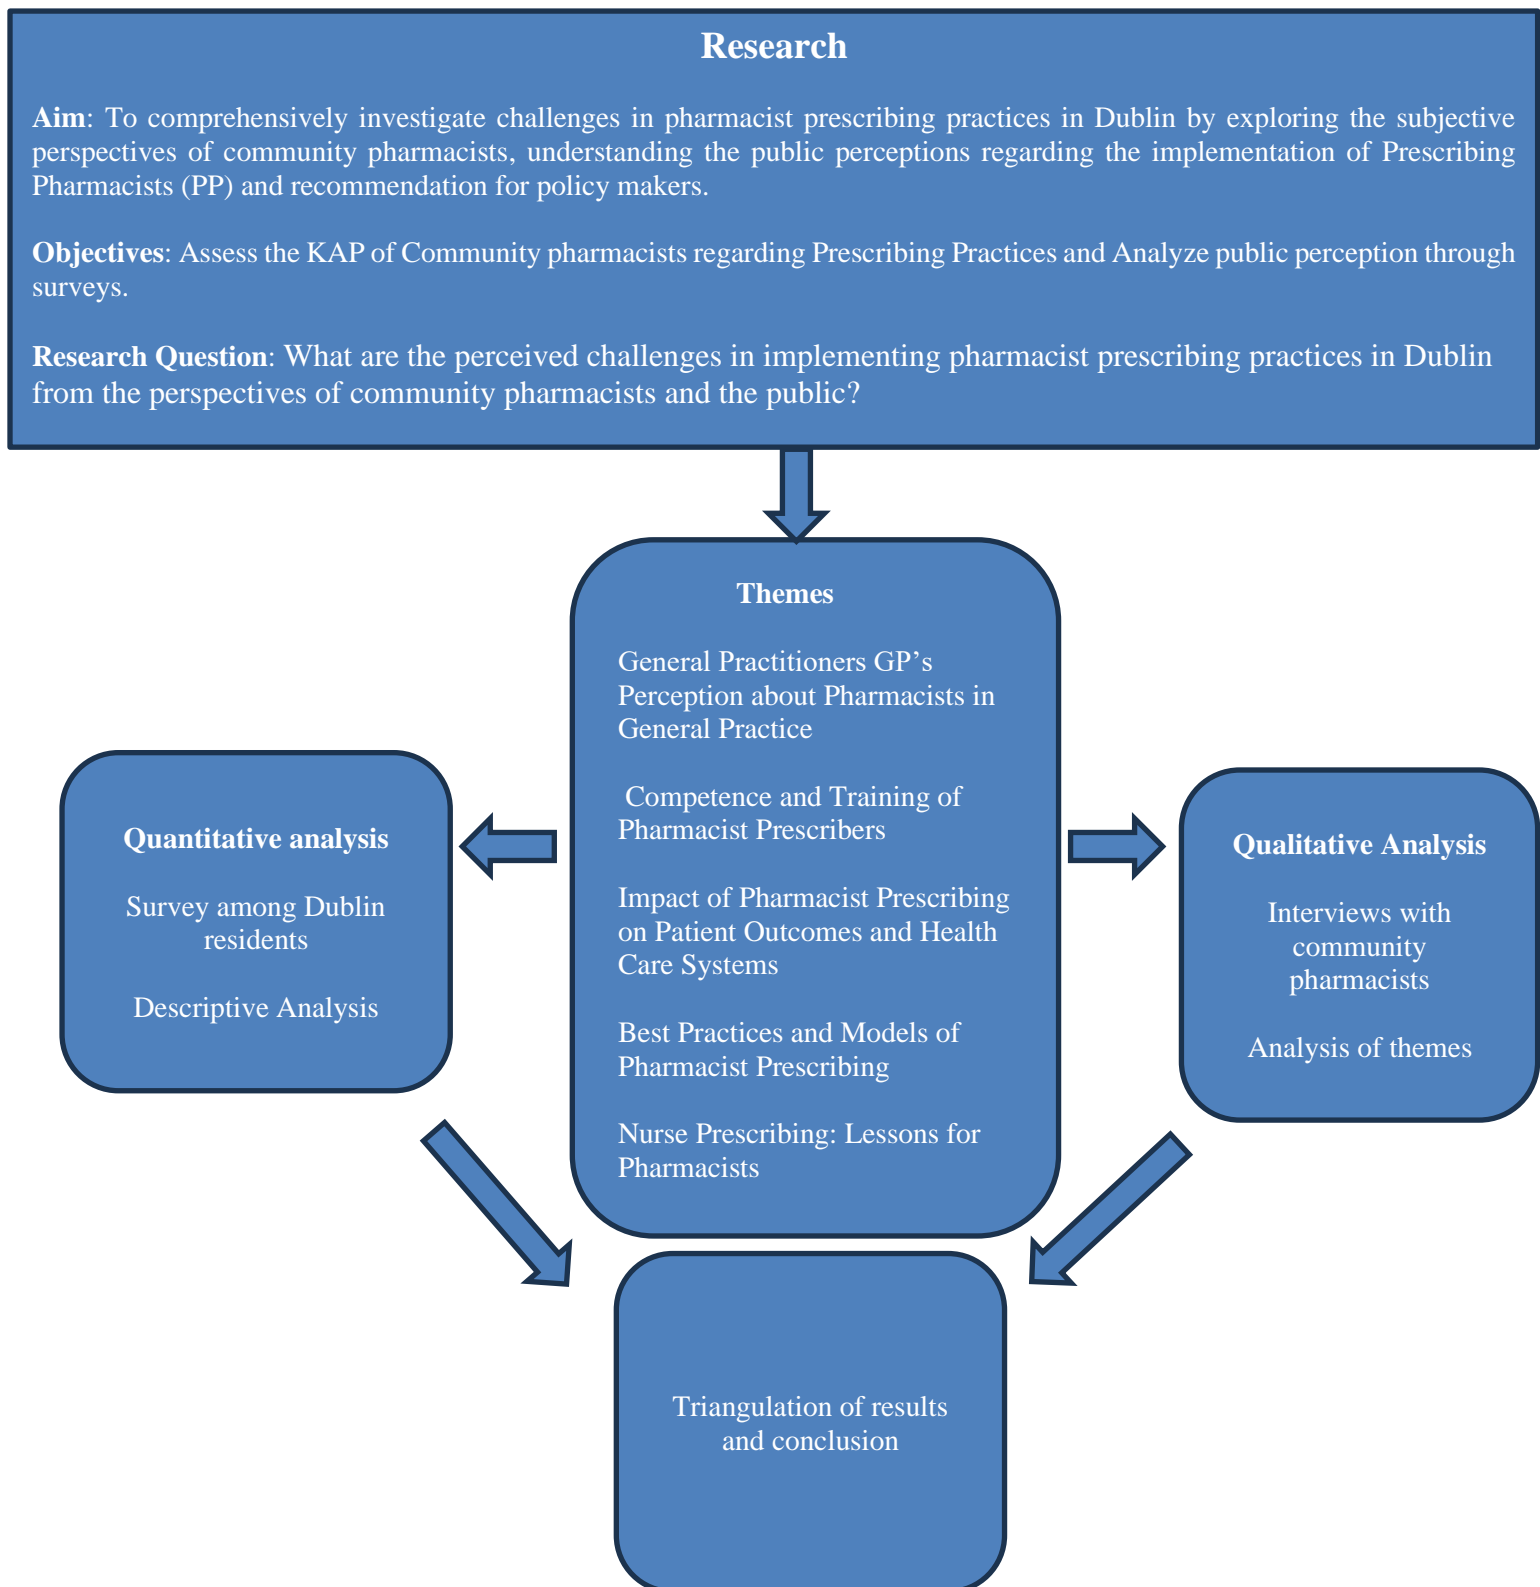 Research
Aim: To comprehensively investigate challenges in pharmacist prescribing practices in Dublin by exploring the subjective
perspectives of community pharmacists, understanding the public perceptions regarding the implementation of Prescribing
Pharmacists (PP) and recommendation for policy makers.
Objectives: Assess the KAP of Community pharmacists regarding Prescribing Practices and Analyze public perception through
surveys.
Research Question: What are the perceived challenges in implementing pharmacist prescribing practices in Dublin
from the perspectives of community pharmacists and the public?
Themes
General Practitioners GP’s
Perception about Pharmacists in
General Practice
Competence and Training of
Pharmacist Prescribers
Impact of Pharmacist Prescribing
on Patient Outcomes and Health
Care Systems
Best Practices and Models of
Pharmacist Prescribing
Nurse Prescribing: Lessons for
Pharmacists
Quantitative analysis
Survey among Dublin
residents
Descriptive Analysis
Qualitative Analysis
Interviews with
community
pharmacists
Analysis of themes
Triangulation of results
and conclusion